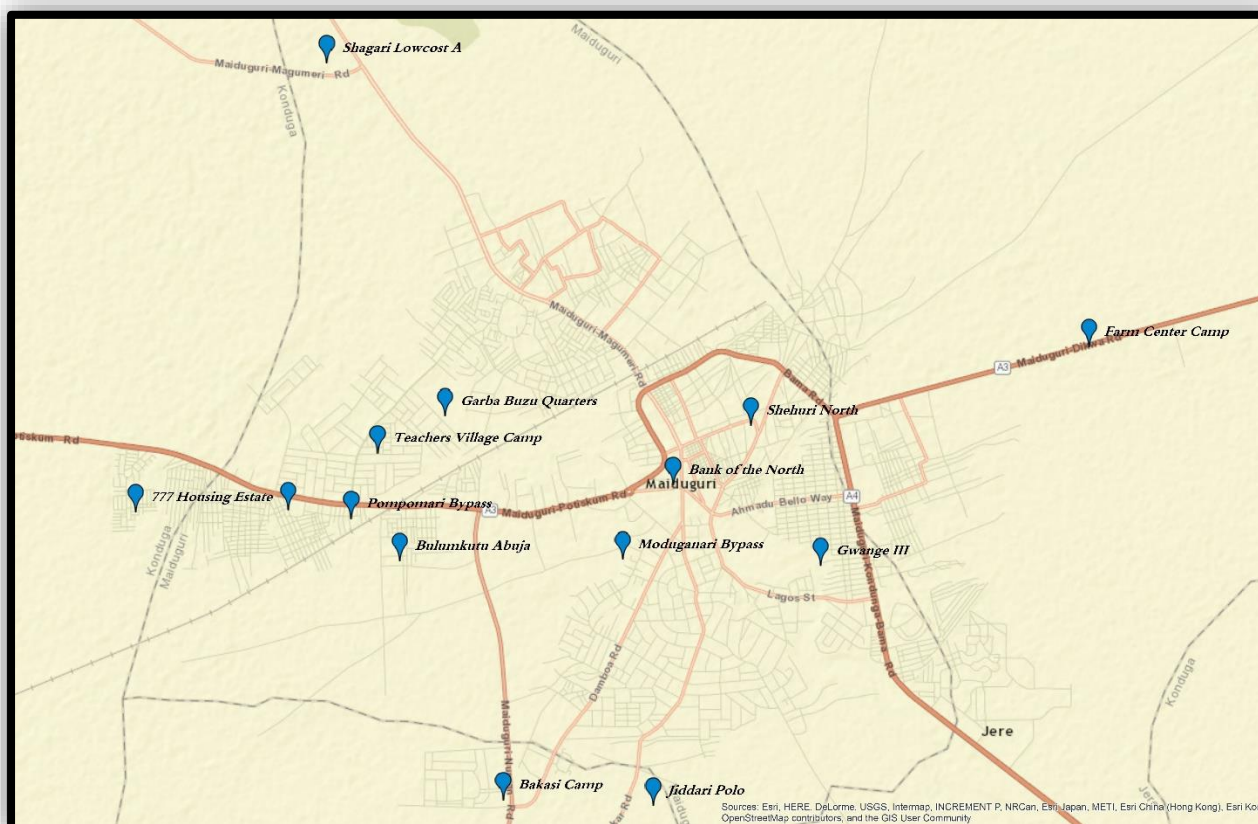 Shagari Lowcost A
Maiduguri-Magumeri Rd
Konduga
Maiduguri
Maiduguri-Magumeri Rd
Farm Center Camp
Maiduguri-Dikwa Rd
A3
Bama Rd
Garba Buzu Quarters
Shehuri North
Teachers Village Camp
Rd
Bank of the North
Maiduguri
777 Housing Estate
Pompomari Bypass
A3
Maiduguri-Potiskum Rd
Ahmadu Bello Way
A4
Konduga
Maiduguri
Bulumkutu Abuja
Moduganari Bypass
Gwange III
Lagos St
Maiduguri-Kondunga-Bama Rd
Damboa Rd
Konduga
Jere
Bakasi Camp
Jiddari Polo
Rd
Jere
Sources: Esri, HERE, DeLorme, USGS, Intermap, INCREMENT P, NRCan, Esri Japan, METI, Esri China (Hong Kong), Esri
OpenStreetMap contributors, and the GIS User Community